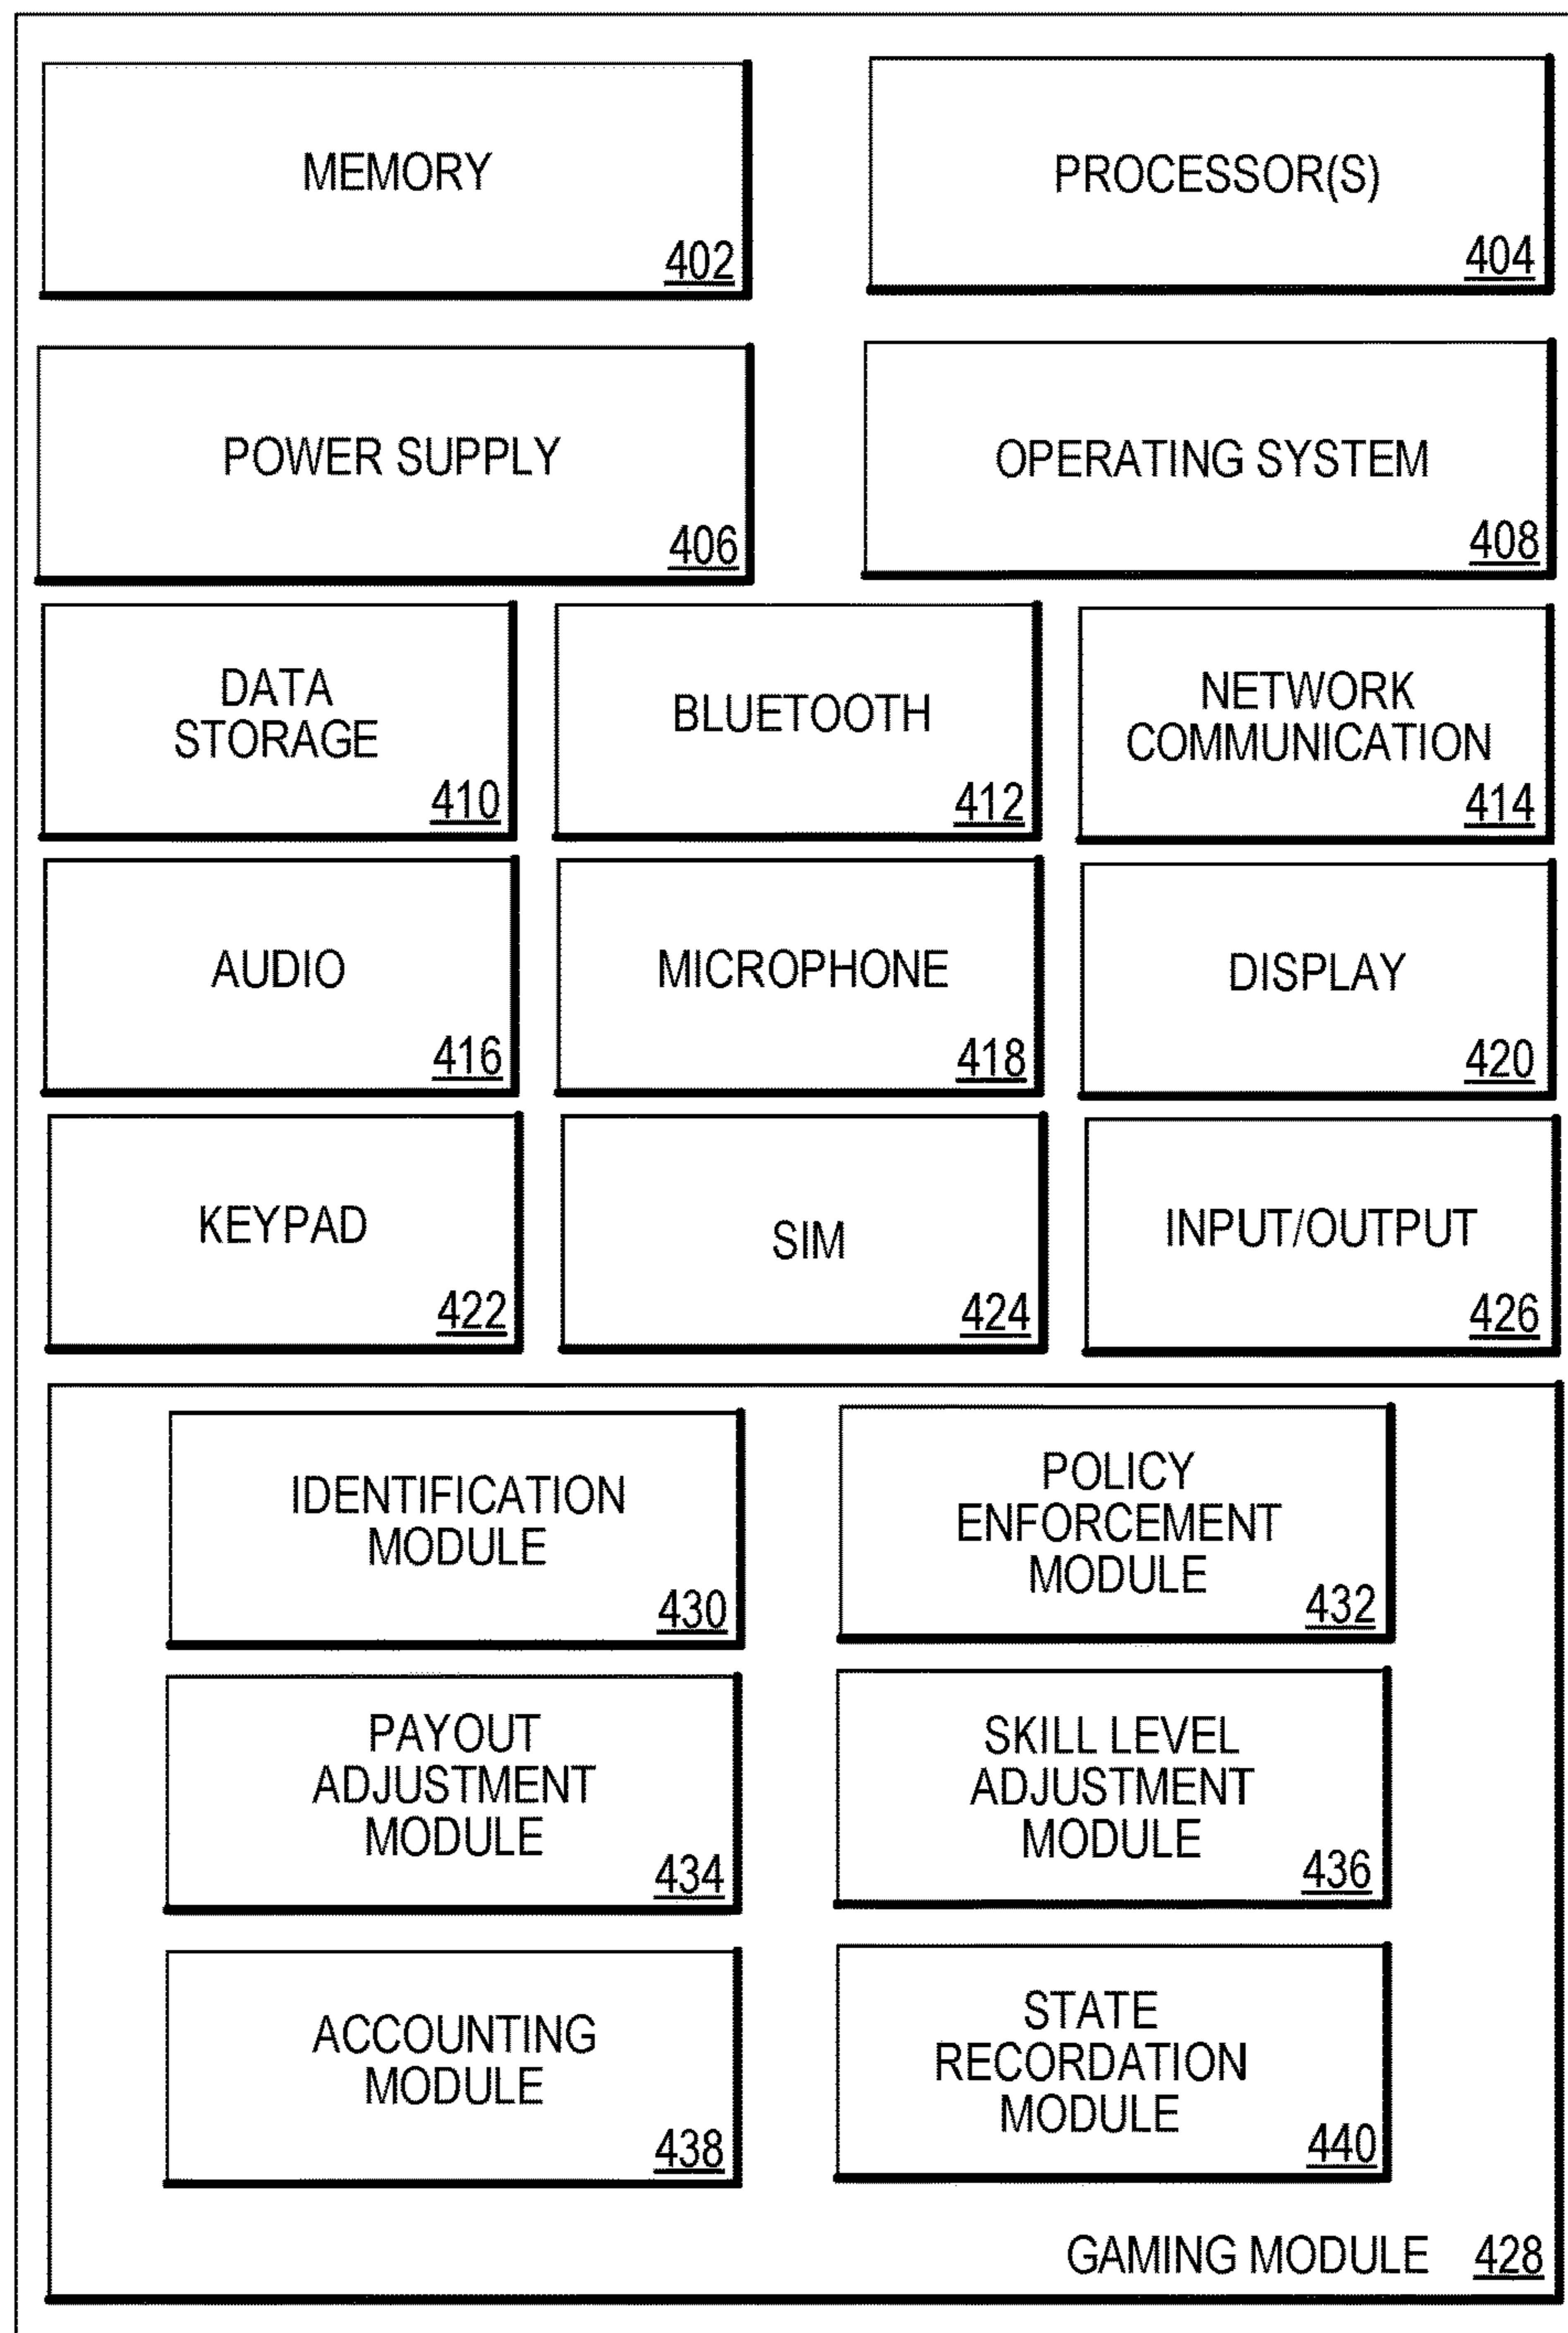 MEMORY
402
PROCESSOR(S)
404
POWER SUPPLY
406
OPERATING SYSTEM
408
DATA
STORAGE
410
BLUETOOTH
412
NETWORK
COMMUNICATION
414
AUDIO
416
MICROPHONE
418
DISPLAY
420
KEYPAD
422
SIM
424
INPUT/OUTPUT
426
IDENTIFICATION
MODULE
430
POLICY
ENFORCEMENT
MODULE
432
PAYOUT
ADJUSTMENT
MODULE
434
SKILL LEVEL
ADJUSTMENT
MODULE
436
ACCOUNTING
MODULE
438
STATE
RECORDATION
MODULE
440
GAMING MODULE 428